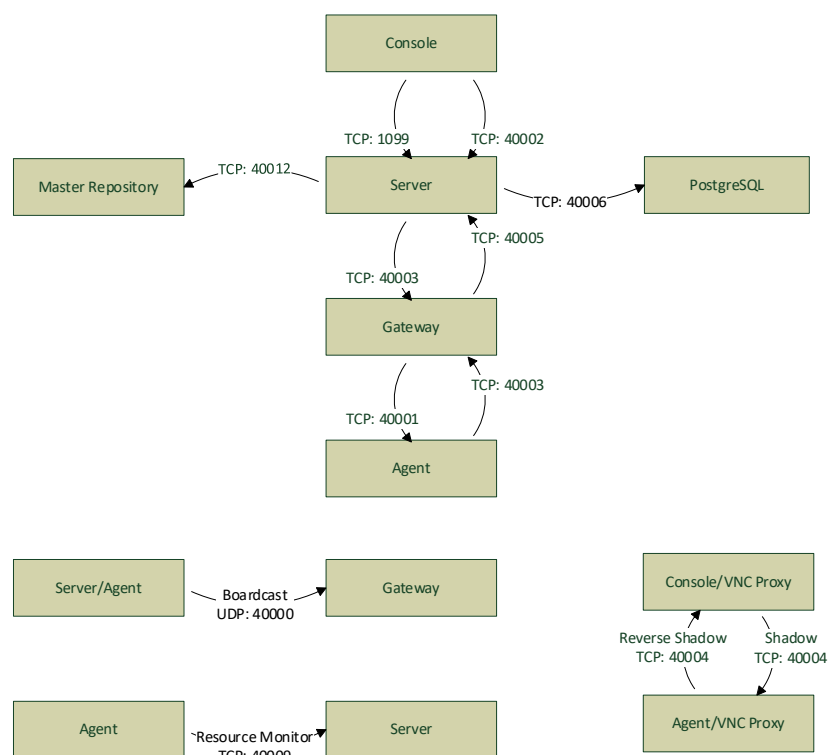 Console
TCP: 1099
TCP: 40002
Master Repository
TCP: 40012
Server
TCP: 40006
PostgreSQL
TCP: 40005
TCP: 40003
Gateway
TCP: 40003
TCP: 40001
Agent
Server/Agent
Boardcast
UDP: 40000
Gateway
Console/VNC Proxy
Reverse Shadow
TCP: 40004
Shadow
TCP: 40004
Agent/VNC Proxy
Agent
Resource Monitor
TCP: 40009
Server